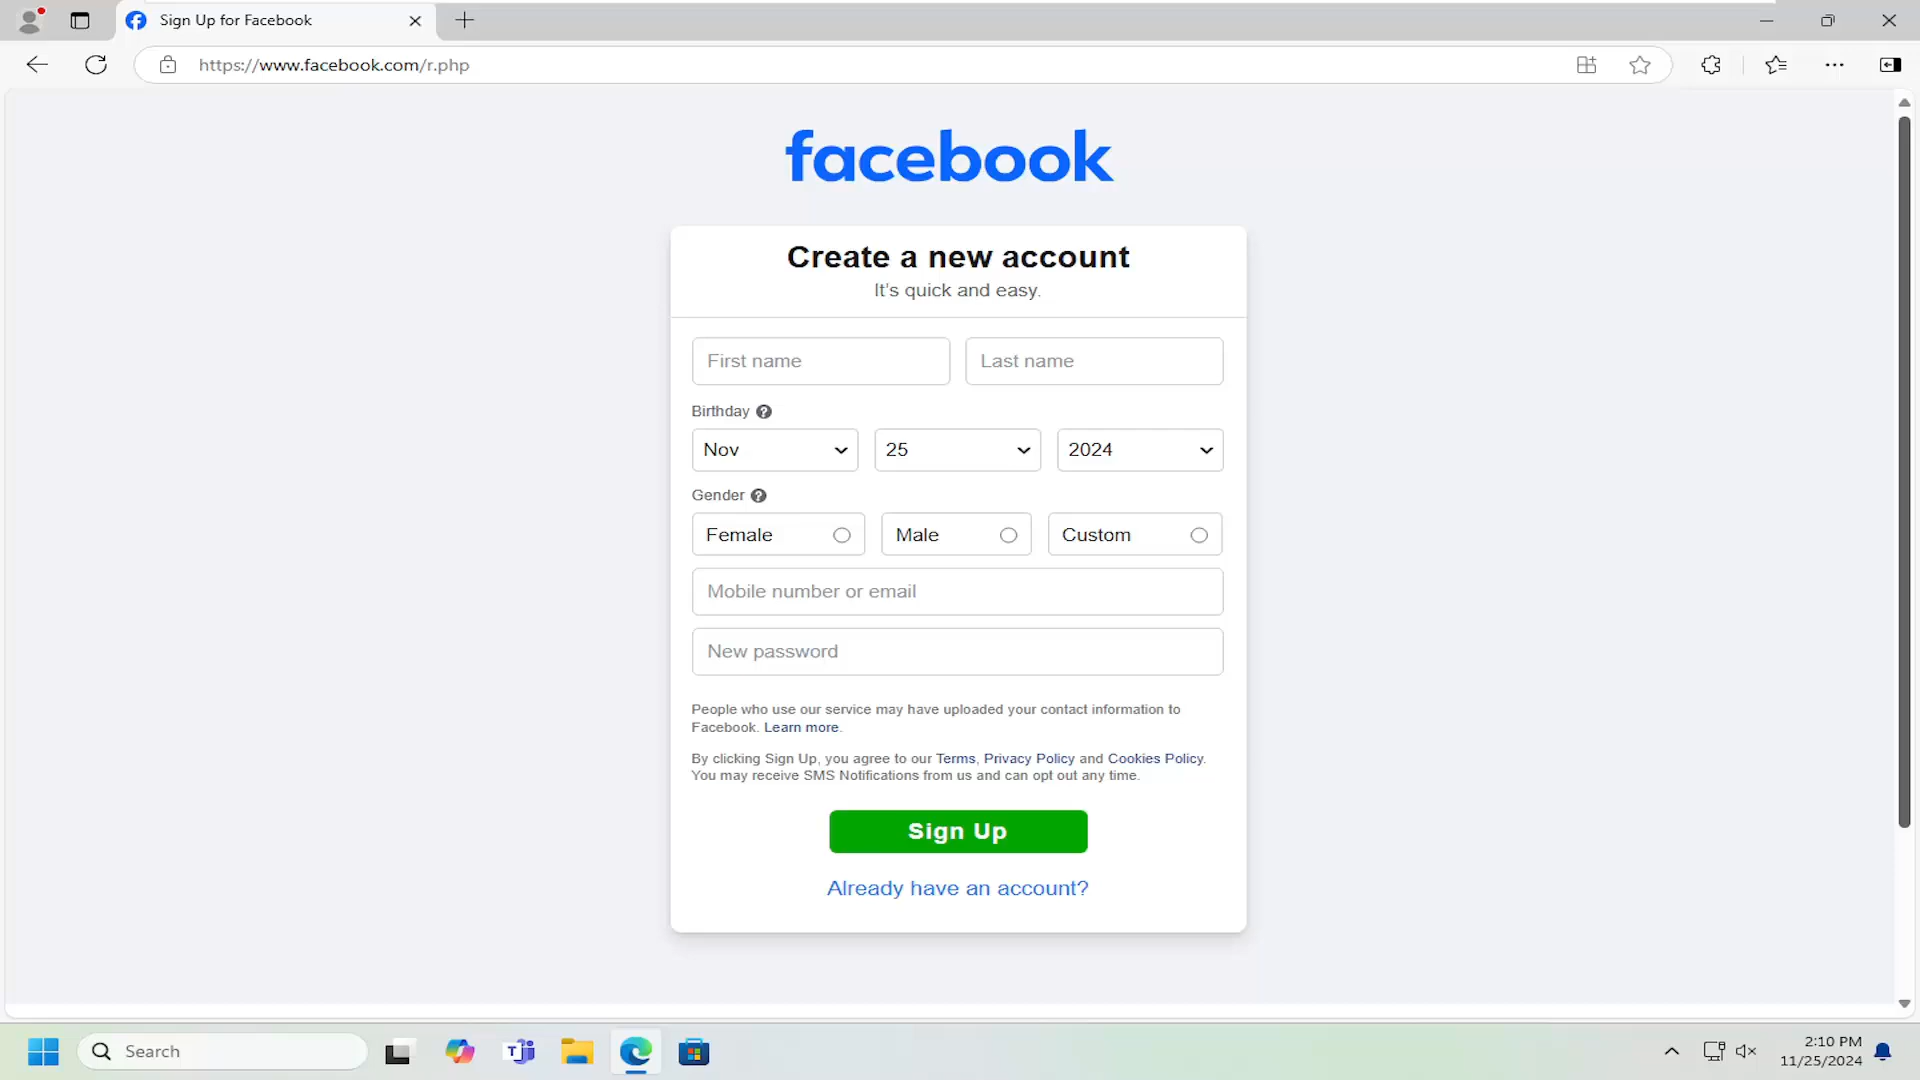 Sign Up for Facebook
https://www.facebook.com/r.php
facebook
Create a new account
It's quick and easy.
First name
Last name
Birthday
Nov
25
2024
Gender
Female
Male
Custom
Mobile number or email
New password
People who use our service may have uploaded your contact information to
Facebook. Learn more.
By clicking Sign Up, you agree to our Terms, Privacy Policy and Cookies Policy.
You may receive SMS Notifications from us and can opt out any time.
Sign Up
Already have an account?
Search
2:10 PM
11/25/2024